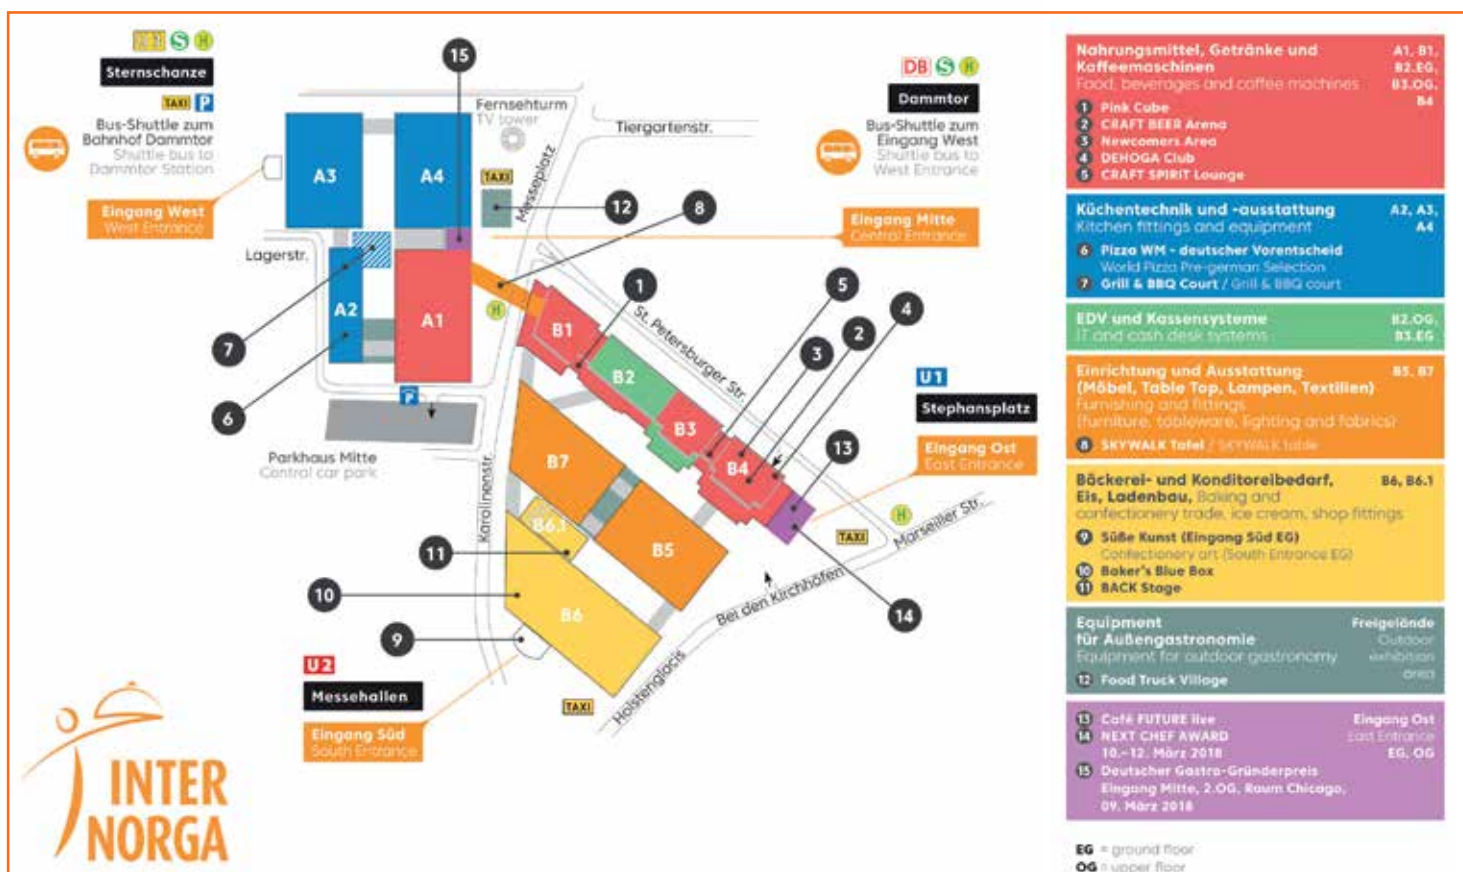 Sternschanze
TAXI P
Bus-Shuttle zum
Bahnhof Dammtor
Shuttle bus to
Dammtor Station
Eingang West
West Entrance
Lagerstr.
15
Fernsehturm
TV tower
Messeplatz
Tiergartenstr.
DB S H
Dammtor
Bus-Shuttle zum
Eingang West
Shuttle bus to
West Entrance
Eingang Mitte
Central Entrance
TAXI
12
8
A3
A4
A2
A1
7
6
P
Parkhaus Mitte
Central car park
H
1
5
4
2
3
St. Petersburger Str.
B1
B2
B3
B4
U1
Stephansplatz
Eingang Ost
East Entrance
13
14
H
TAXI
Marseiller Str.
Bei den Kirchhöfen
Holstenglacis
Karolinenstr.
B7
B6.1
B5
B6
11
10
9
U2
Messehallen
Eingang Süd
South Entrance
TAXI
INTER
NORGA
Nahrungsmittel, Getränke und A1, B1,
Kaffeemaschinen B2.EG,
Food, beverages and coffee machines B3.OG,
B4
1 Pink Cube
2 CRAFT BEER Arena
3 Newcomers Area
4 DEHOGA Club
5 CRAFT SPIRIT Lounge
Küchentechnik und -ausstattung A2, A3,
Kitchen fittings and equipment A4
6 Pizza WM - deutscher Vorentscheid
World Pizza Pre-german Selection
7 Grill & BBQ Court / Grill & BBQ court
EDV und Kassensysteme B2.OG,
IT and cash desk systems B3.EG
Einrichtung und Ausstattung B5, B7
(Möbel, Table Top, Lampen, Textilien)
Furnishing and fittings
(furniture, tableware, lighting and fabrics)
8 SKYWALK Tafel / SKYWALK table
Bäckerei- und Konditoreibedarf, B6, B6.1
Eis, Ladenbau, Baking and
confectionery trade, ice cream, shop fittings
9 Süße Kunst (Eingang Süd EG)
Confectionery art (South Entrance EG)
10 Baker's Blue Box
11 BACK Stage
Equipment Freigelände
für Außengastronomie Outdoor
Equipment for outdoor gastronomy exhibition
area
12 Food Truck Village
13 Café FUTURE live Eingang Ost
14 NEXT CHEF AWARD East Entrance
10.–12. März 2018 EG, OG
15 Deutscher Gastro-Gründerpreis
Eingang Mitte, 2.OG, Raum Chicago,
09. März 2018
EG = ground floor
OG = upper floor